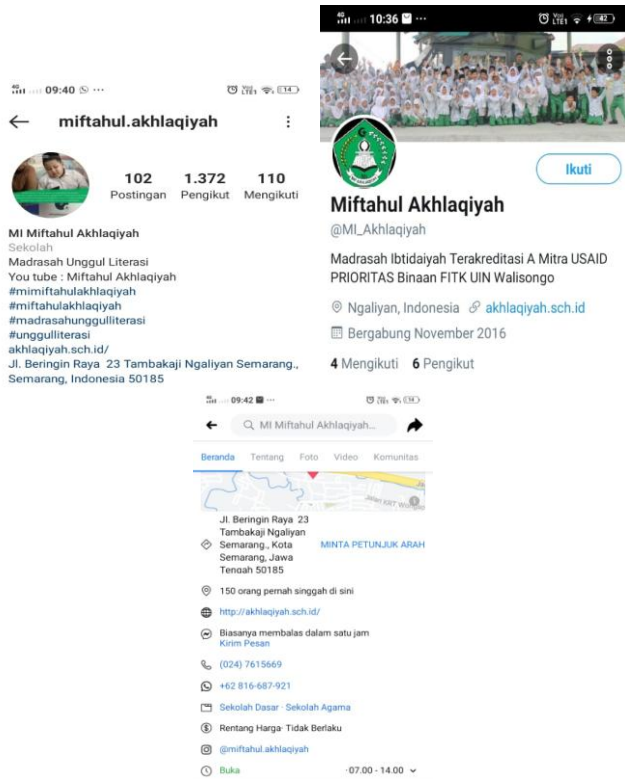 09:40
miftahul.akhlaqiyah
102 1.372 110
Postingan Pengikut Mengikuti
MI Miftahul Akhlaqiyah
Sekolah
Madrasah Unggul Literasi
You tube : Miftahul Akhlaqiyah
#mimiftahulakhlaqiyah
#miftahulakhlaqiyah
#madrasahunggulliterasi
#unggulliterasi
akhlaqiyah.sch.id/
Jl. Beringin Raya 23 Tambakaji Ngaliyan Semarang.,
Semarang, Indonesia 50185
10:36
Ikuti
Miftahul Akhlaqiyah
@MI_Akhlaqiyah
Madrasah Ibtidaiyah Terakreditasi A Mitra USAID
PRIORITAS Binaan FITK UIN Walisongo
Ngaliyan, Indonesia akhlaqiyah.sch.id
Bergabung November 2016
4 Mengikuti 6 Pengikut
09:42
MI Miftahul Akhlaqiyah...
Beranda Tentang Foto Video Komunitas
Jl. Beringin Raya 23
Tambakaji Ngaliyan
Semarang., Kota
Semarang, Jawa
Tengah 50185
MINTA PETUNJUK ARAH
150 orang pernah singgah di sini
http://akhlaqiyah.sch.id/
Biasanya membalas dalam satu jam
Kirim Pesan
(024) 7615669
+62 816-687-921
Sekolah Dasar · Sekolah Agama
Rentang Harga· Tidak Berlaku
@miftahul.akhlaqiyah
Buka ·07.00 - 14.00